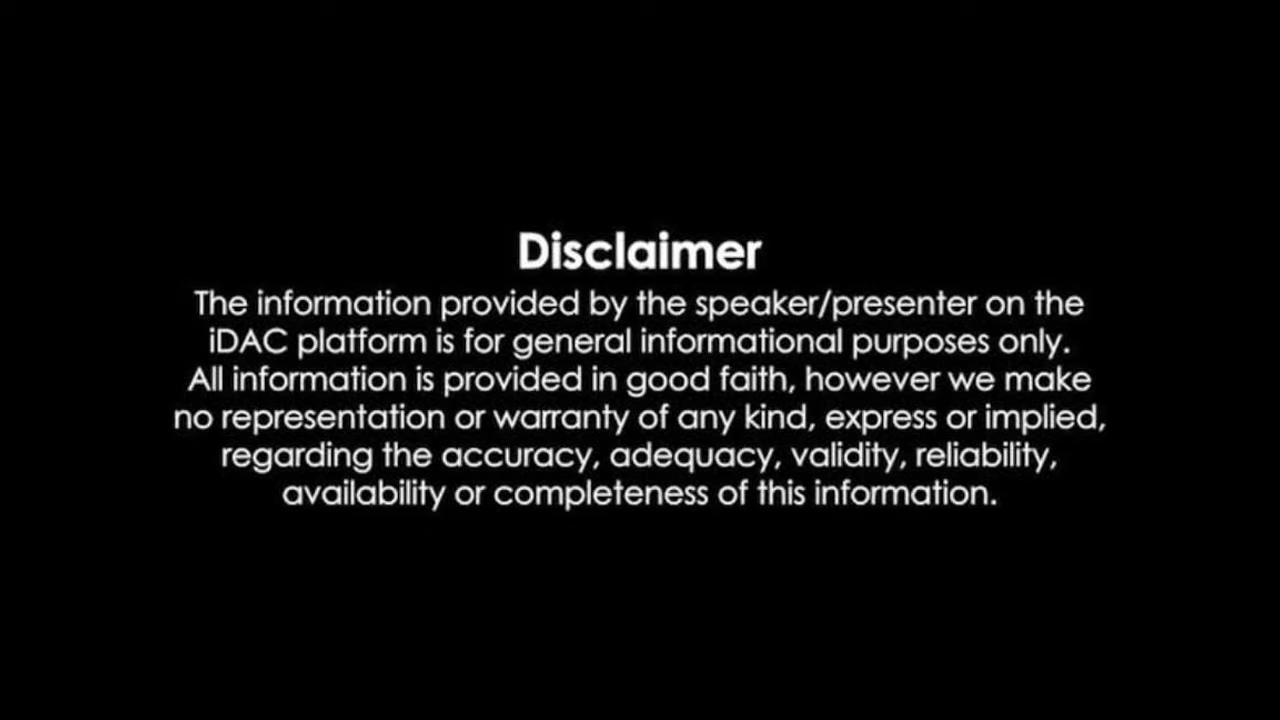 Disclaimer
The information provided by the speaker/presenter on the
iDAC platform is for general informational purposes only.
All information is provided in good faith, however we make
no representation or warranty of any kind, express or implied,
regarding the accuracy, adequacy, validity, reliability,
availability or completeness of this information.